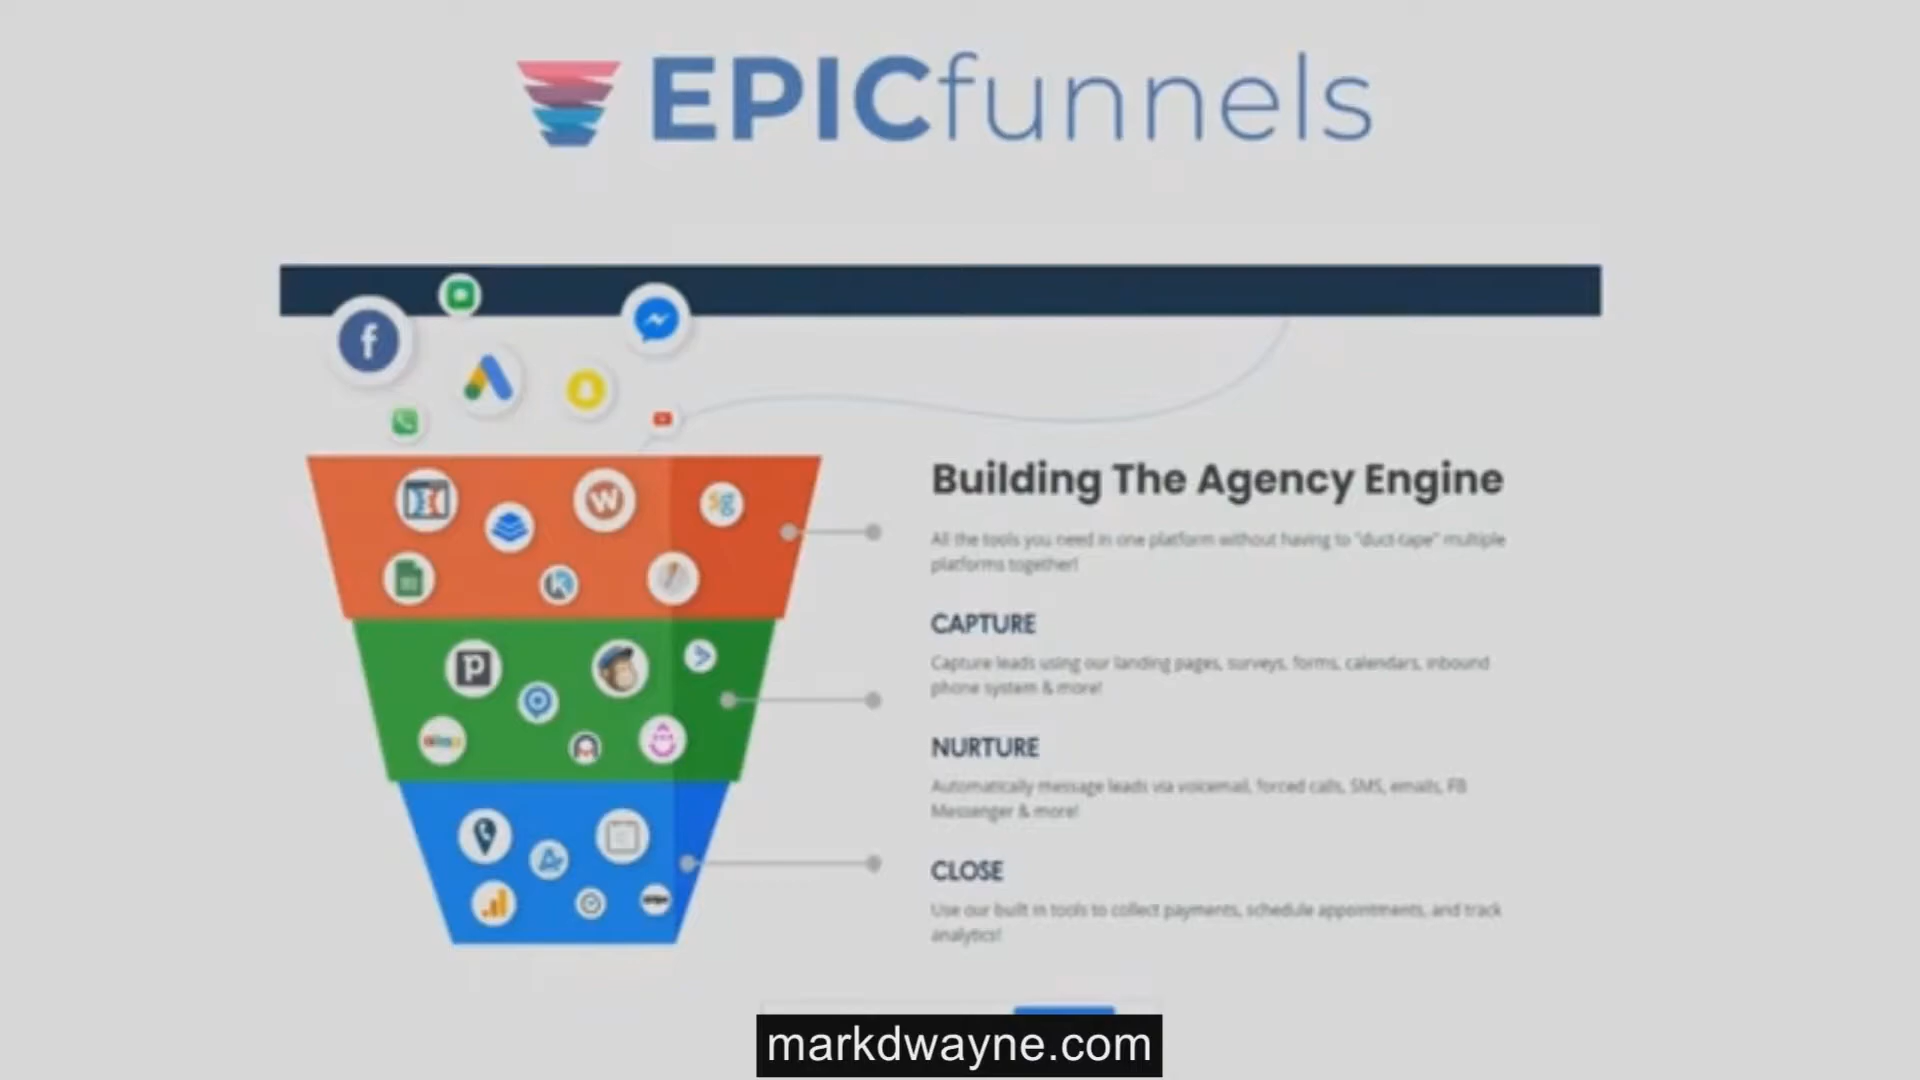 EPICfunnels
Building The Agency Engine
All the tools you need in one platform without having to "duct-tape" multiple
platforms together!
CAPTURE
Capture leads using our landing pages, surveys, forms, calendars, inbound
phone system & more!
NURTURE
Automatically message leads via voicemail, forced calls, SMS, emails, FB
Messenger & more!
CLOSE
Use our built in tools to collect payments, schedule appointments, and track
analytics!
markdwayne.com